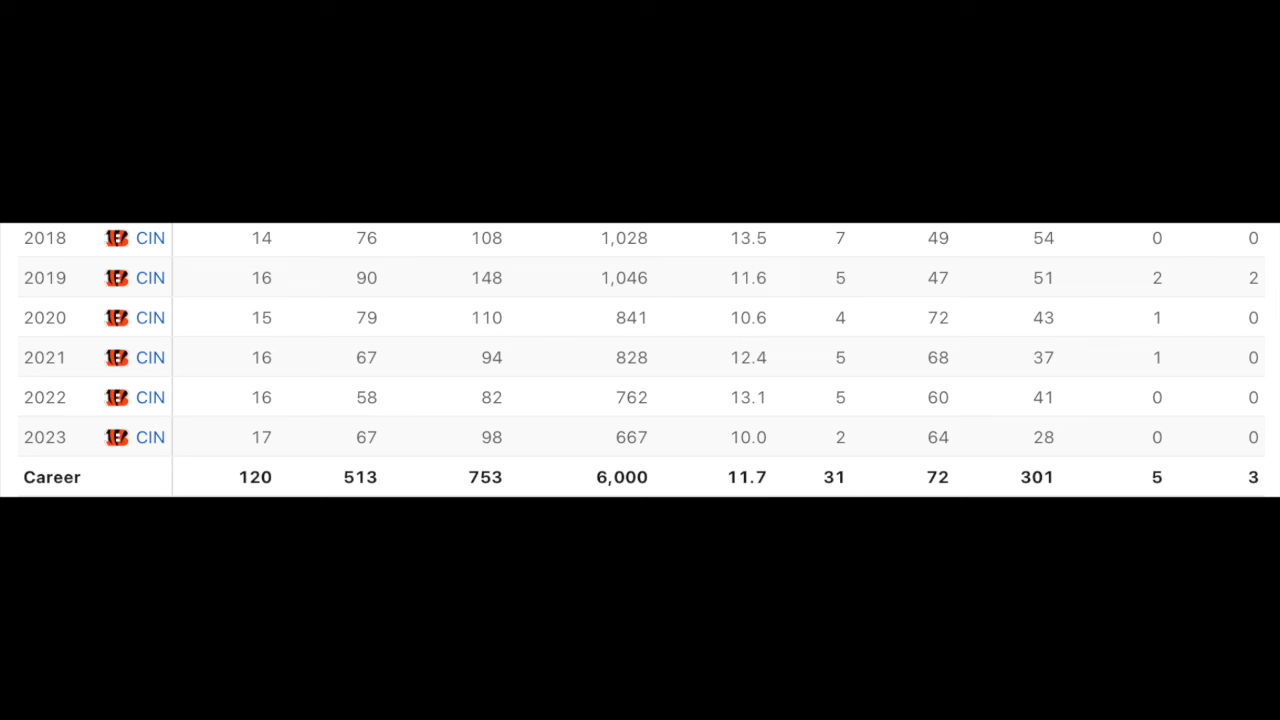 2018 CIN 14 76 108 1,028 13.5 7 49 54 0 0
2019 CIN 16 90 148 1,046 11.6 5 47 51 2 2
2020 CIN 15 79 110 841 10.6 4 72 43 1 0
2021 CIN 16 67 94 828 12.4 5 68 37 1 0
2022 CIN 16 58 82 762 13.1 5 60 41 0 0
2023 CIN 17 67 98 667 10.0 2 64 28 0 0
Career 120 513 753 6,000 11.7 31 72 301 5 3